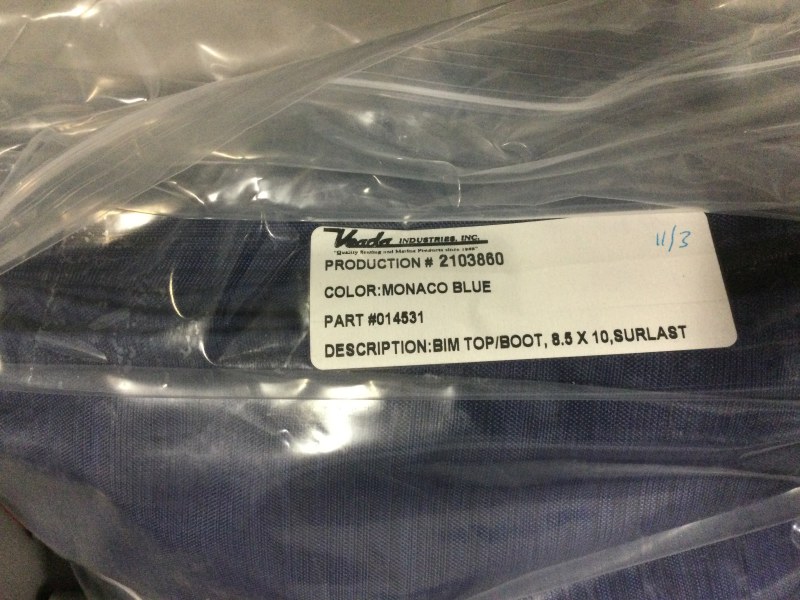 Veada INDUSTRIES, INC.
"Quality Seating and Marine Products since 1959"
PRODUCTION # 2103860
COLOR:MONACO BLUE
PART #014531
DESCRIPTION:BIM TOP/BOOT, 8.5 X 10,SURLAST
11/3